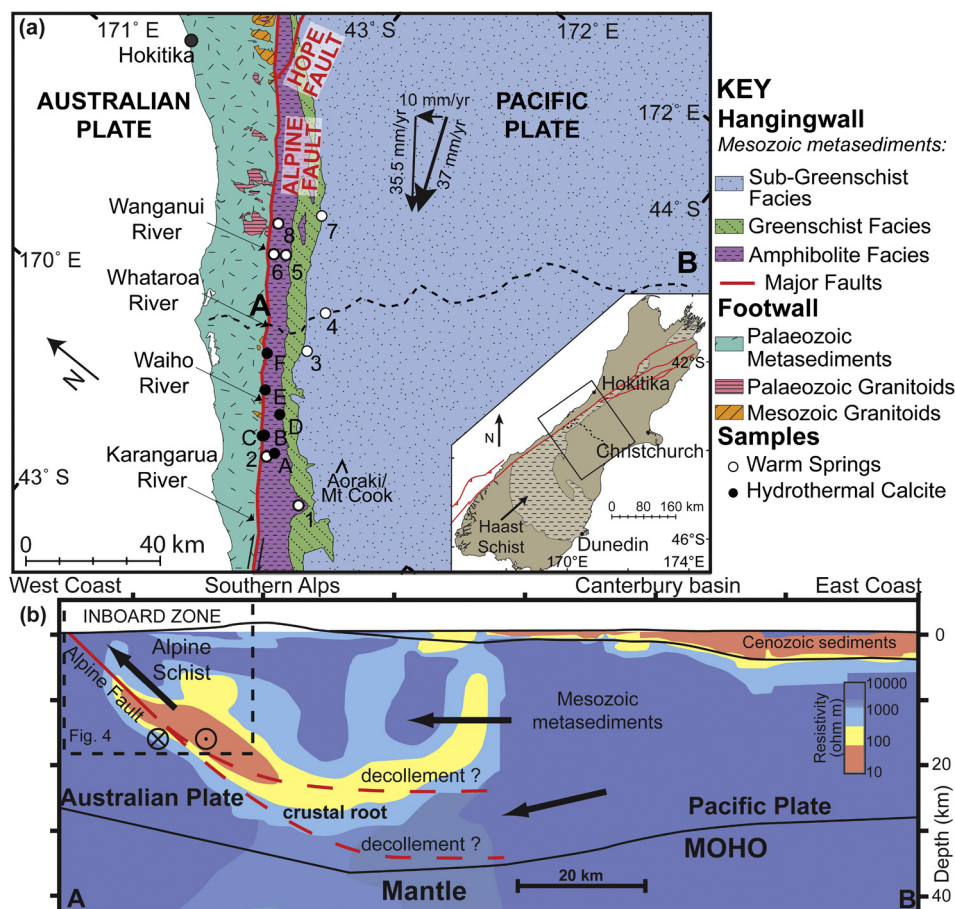 (a)
171° E
43° S
172° E
Hokitika
AUSTRALIAN
PLATE
HOPE
FAULT
ALPINE
FAULT
PACIFIC
PLATE
10 mm/yr
35.5 mm/yr
37 mm/yr
172° E
44° S
Wanganui
River
8
7
6
5
170° E
Whataroa
River
A
B
4
3
N
Waiho
River
F
E
D
C
B
2
A
Karangarua
River
43° S
Aoraki/
Mt Cook
1
0
40 km
42°S
Hokitika
N
Christchurch
0 80 160 km
Haast
Schist
Dunedin
46°S
170°E
174°E
KEY
Hangingwall
Mesozoic metasediments:
Sub-Greenschist
Facies
Greenschist Facies
Amphibolite Facies
Major Faults
Footwall
Palaeozoic
Metasediments
Palaeozoic Granitoids
Mesozoic Granitoids
Samples
Warm Springs
Hydrothermal Calcite
West Coast
Southern Alps
Canterbury basin
East Coast
(b)
INBOARD ZONE
Alpine
Schist
Alpine Fault
Fig. 4
Cenozoic sediments
Mesozoic
metasediments
Resistivity
(ohm m)
10000
1000
100
10
decollement ?
Australian Plate
crustal root
Pacific Plate
decollement ?
MOHO
Mantle
20 km
A
B
0
20
40
Depth (km)